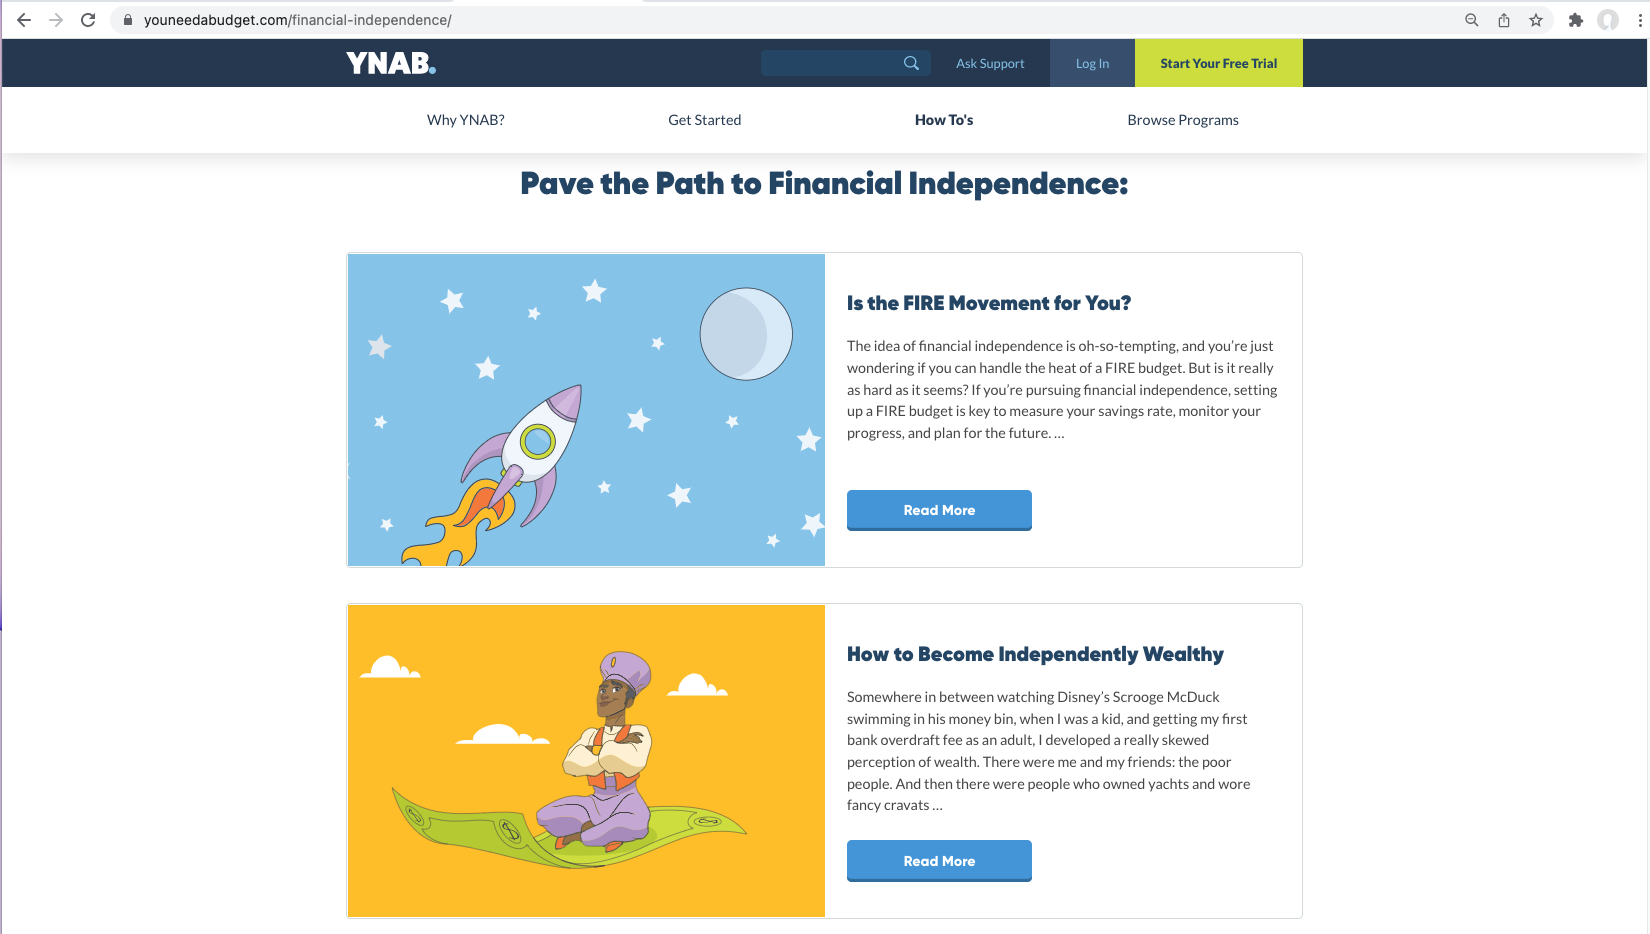 youneedabudget.com/financial-independence/
YNAB.
Ask Support
Log In
Start Your Free Trial
Why YNAB?
Get Started
How To's
Browse Programs
Pave the Path to Financial Independence:
Is the FIRE Movement for You?
The idea of financial independence is oh-so-tempting, and you’re just
wondering if you can handle the heat of a FIRE budget. But is it really
as hard as it seems? If you’re pursuing financial independence, setting
up a FIRE budget is key to measure your savings rate, monitor your
progress, and plan for the future. ...
Read More
How to Become Independently Wealthy
Somewhere in between watching Disney’s Scrooge McDuck
swimming in his money bin, when I was a kid, and getting my first
bank overdraft fee as an adult, I developed a really skewed
perception of wealth. There were me and my friends: the poor
people. And then there were people who owned yachts and wore
fancy cravats ...
Read More